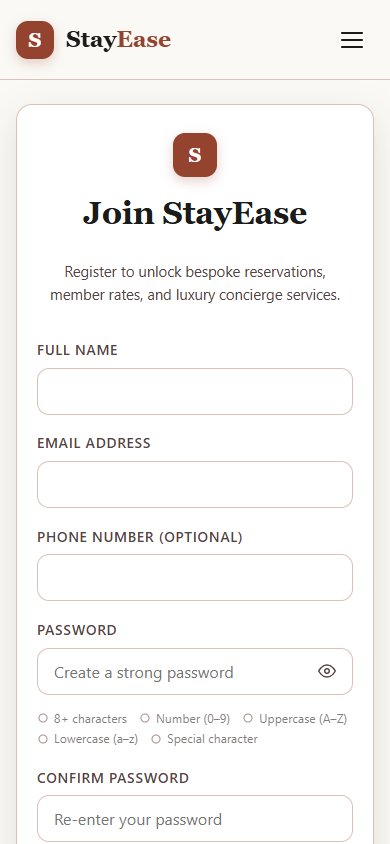 S StayEase
S
Join StayEase
Register to unlock bespoke reservations,
member rates, and luxury concierge services.
FULL NAME
EMAIL ADDRESS
PHONE NUMBER (OPTIONAL)
PASSWORD
Create a strong password
8+ characters Number (0–9) Uppercase (A–Z)
Lowercase (a–z) Special character
CONFIRM PASSWORD
Re-enter your password